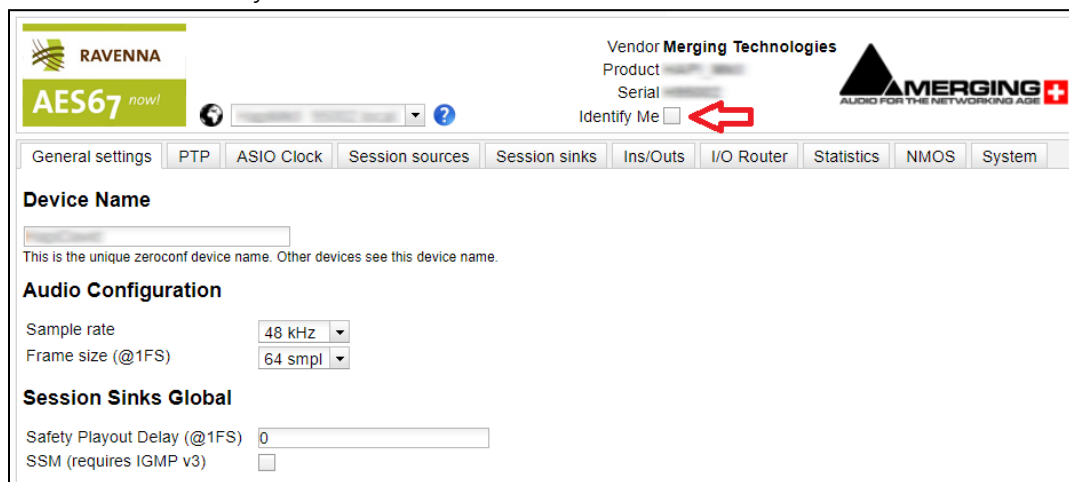 RAVENNA
AES67 now!
Vendor Merging Technologies
Product
Serial
Identify Me
MERGING
AUDIO FOR THE NETWORKING AGE
General settings PTP ASIO Clock Session sources Session sinks Ins/Outs I/O Router Statistics NMOS System
Device Name
This is the unique zeroconf device name. Other devices see this device name.
Audio Configuration
Sample rate 48 kHz
Frame size (@1FS) 64 smpl
Session Sinks Global
Safety Playout Delay (@1FS) 0
SSM (requires IGMP v3)